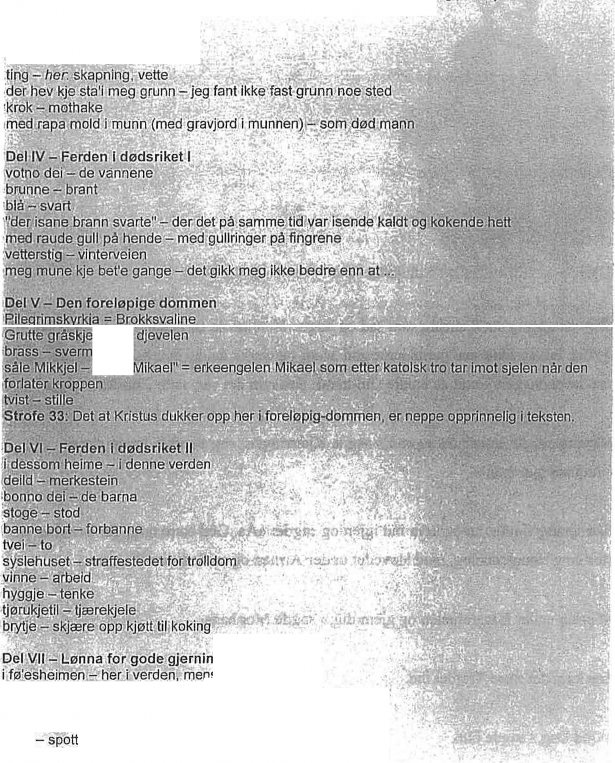 ting – her: skapning, vette
der hev kje sta'i meg grunn – jeg fant ikke fast grunn noe sted
krok – mothake
med rapa mold i munn (med gravjord i munnen) – som død mann
Del IV – Ferden i dødsriket I
votno dei – de vannene
brunne – brant
blå – svart
"der isane brann svarte" – der det på samme tid var isende kaldt og kokende hett
med raude gull på hende – med gullringer på fingrene
vetterstig – vinterveien
meg mune kje bet'e gange – det gikk meg ikke bedre enn at ...
Del V – Den foreløpige dommen
Pilegrimskyrkja = Brokksvaline
Grutte gråskje djevelen
brass – sverm
såle Mikkjel – Mikael" = erkeengelen Mikael som etter katolsk tro tar imot sjelen når den
forlater kroppen
tvist – stille
Strofe 33: Det at Kristus dukker opp her i foreløpig-dommen, er neppe opprinnelig i teksten.
Del VI – Ferden i dødsriket II
i dessom heime – i denne verden
deild – merkestein
bonno dei – de barna
stoge – stod
banne bort – forbanne
tvei – to
syslehuset – straffestedet for trolldom
vinne – arbeid
hyggje – tenke
tjørukjetil – tjærekjele
brytje – skjære opp kjøtt til koking
Del VII – Lønna for gode gjernin
i fø'esheimen – her i verden, mens
– spott